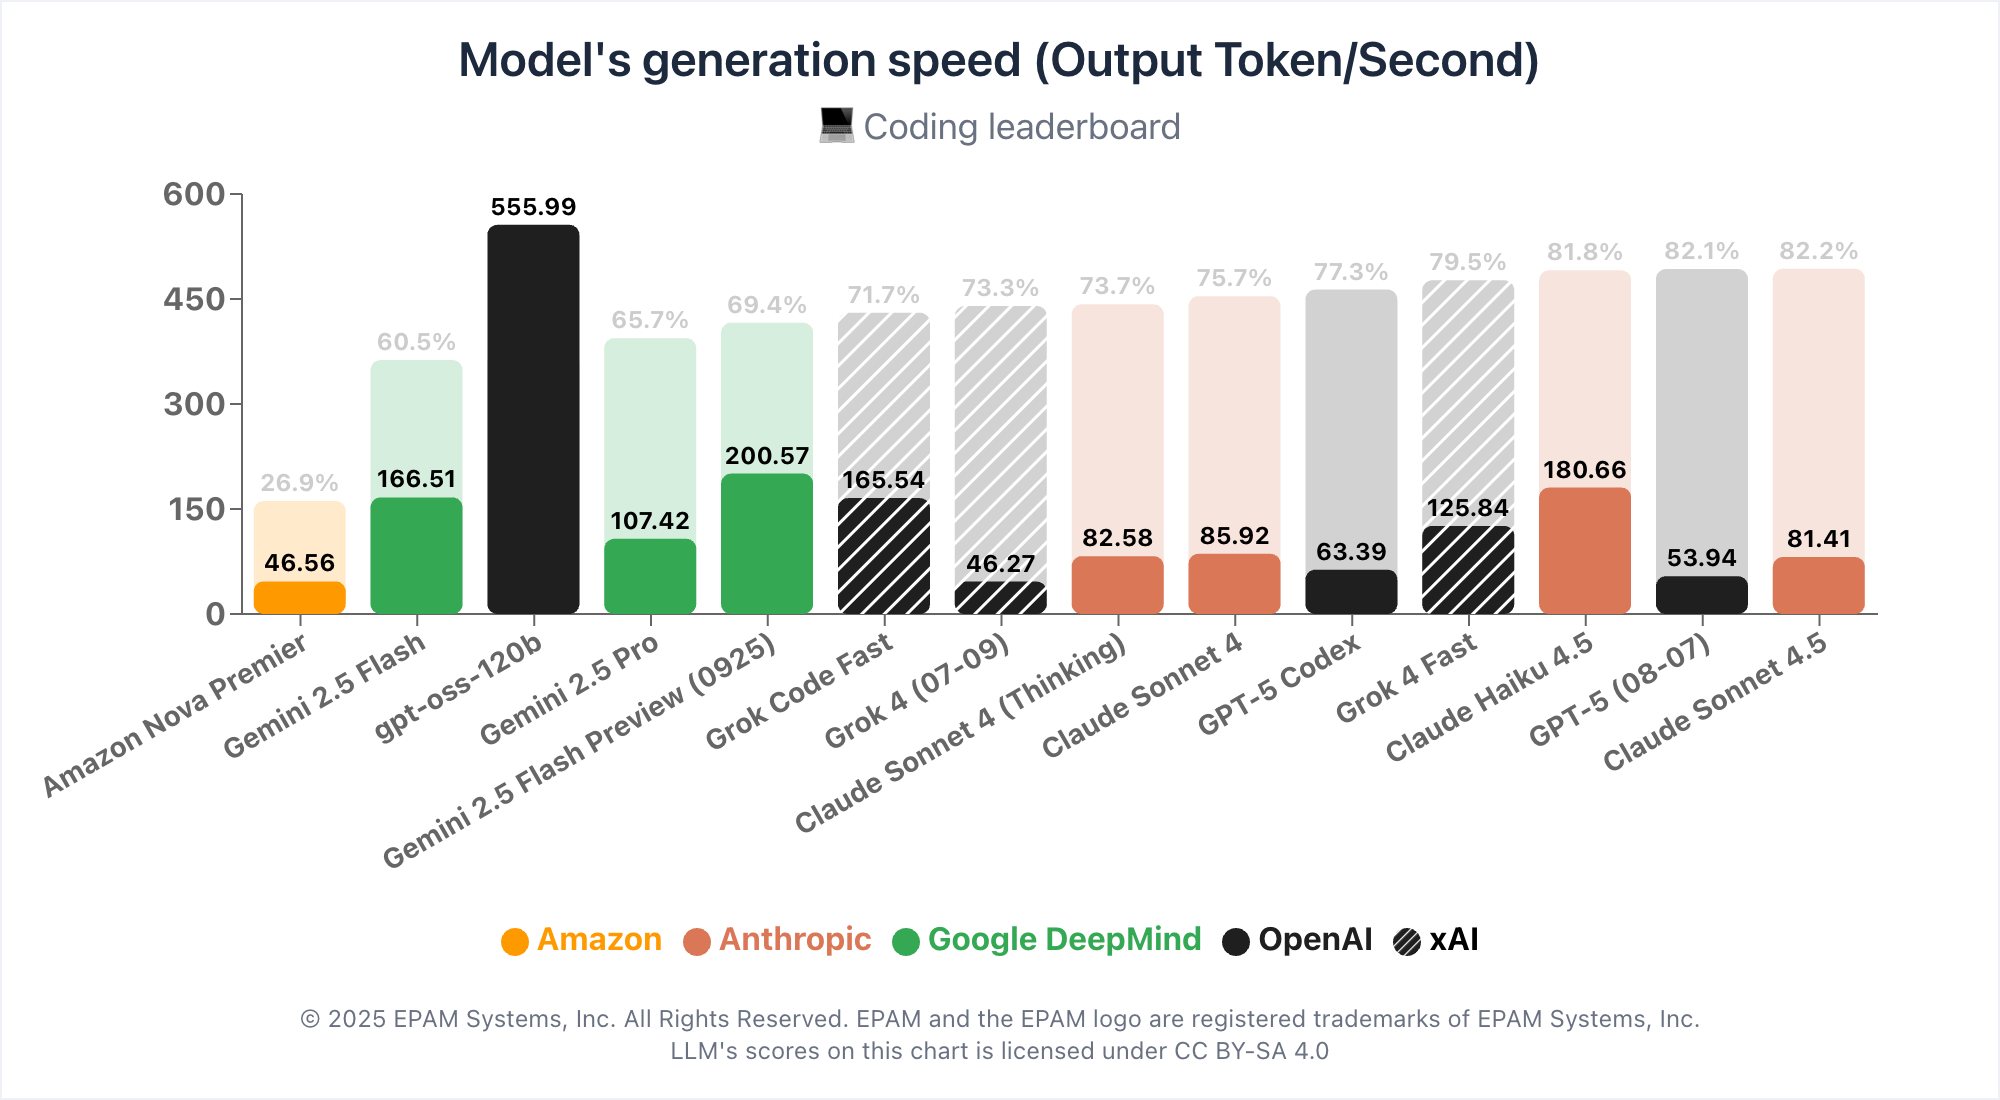 Model's generation speed (Output Token/Second)
💻 Coding leaderboard
600
450
300
150
0
26.9%
46.56
60.5%
166.51
555.99
65.7%
107.42
69.4%
200.57
71.7%
165.54
73.3%
46.27
73.7%
82.58
75.7%
85.92
77.3%
63.39
79.5%
125.84
81.8%
180.66
82.1%
53.94
82.2%
81.41
Amazon Nova Premier
Gemini 2.5 Flash
gpt-oss-120b
Gemini 2.5 Pro
Gemini 2.5 Flash Preview (0925)
Grok Code Fast
Grok 4 (07-09)
Claude Sonnet 4 (Thinking)
Claude Sonnet 4
GPT-5 Codex
Grok 4 Fast
Claude Haiku 4.5
GPT-5 (08-07)
Claude Sonnet 4.5
Amazon Anthropic Google DeepMind OpenAI xAI
© 2025 EPAM Systems, Inc. All Rights Reserved. EPAM and the EPAM logo are registered trademarks of EPAM Systems, Inc.
LLM's scores on this chart is licensed under CC BY-SA 4.0